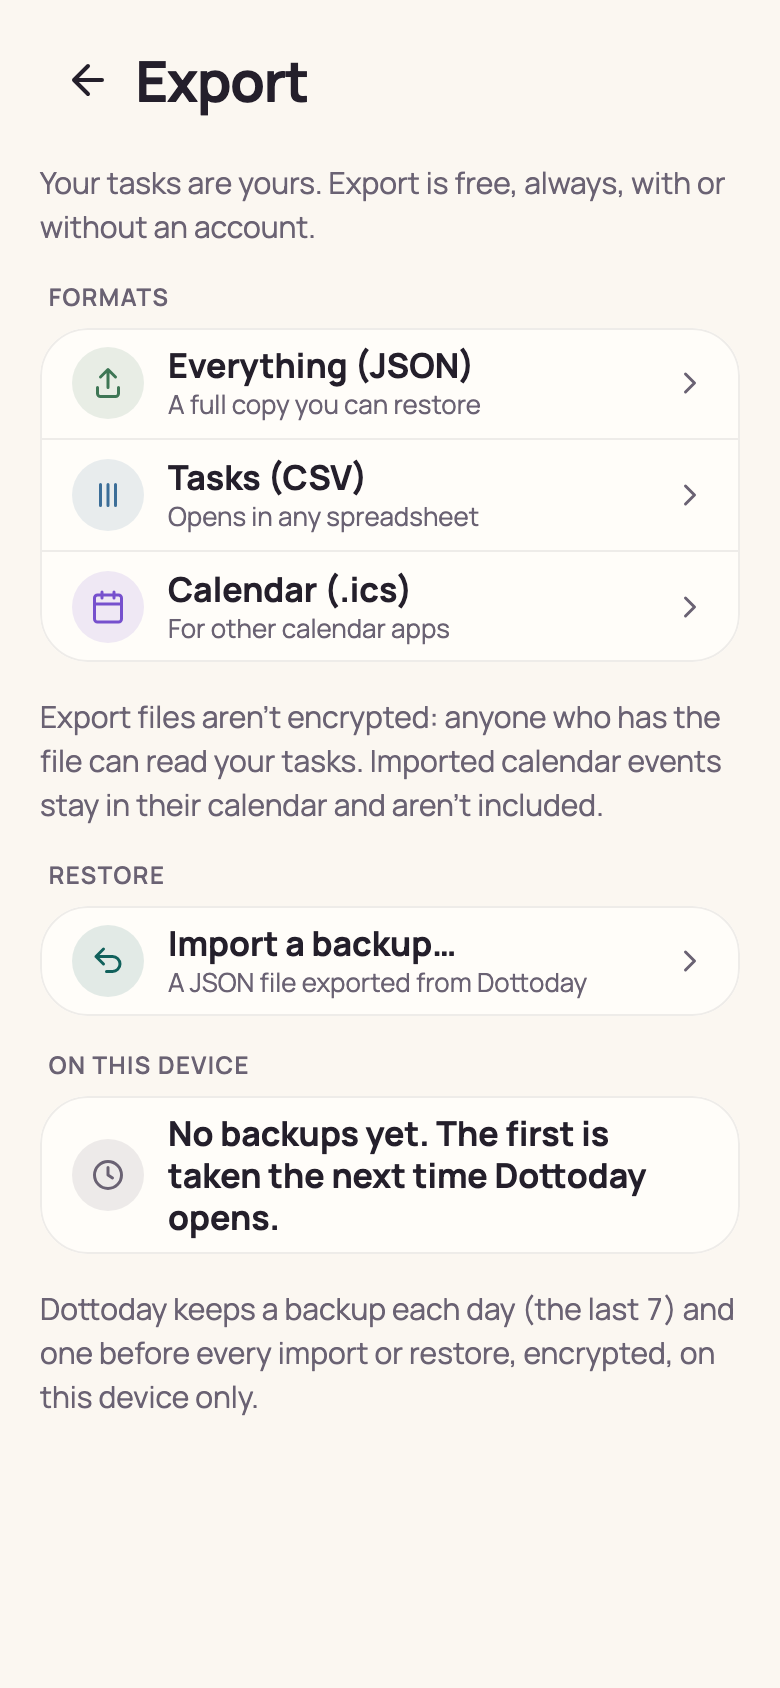 Export
Your tasks are yours. Export is free, always, with or
without an account.
FORMATS
Everything (JSON)
A full copy you can restore
Tasks (CSV)
Opens in any spreadsheet
Calendar (.ics)
For other calendar apps
Export files aren’t encrypted: anyone who has the
file can read your tasks. Imported calendar events
stay in their calendar and aren’t included.
RESTORE
Import a backup…
A JSON file exported from Dottoday
ON THIS DEVICE
No backups yet. The first is
taken the next time Dottoday
opens.
Dottoday keeps a backup each day (the last 7) and
one before every import or restore, encrypted, on
this device only.